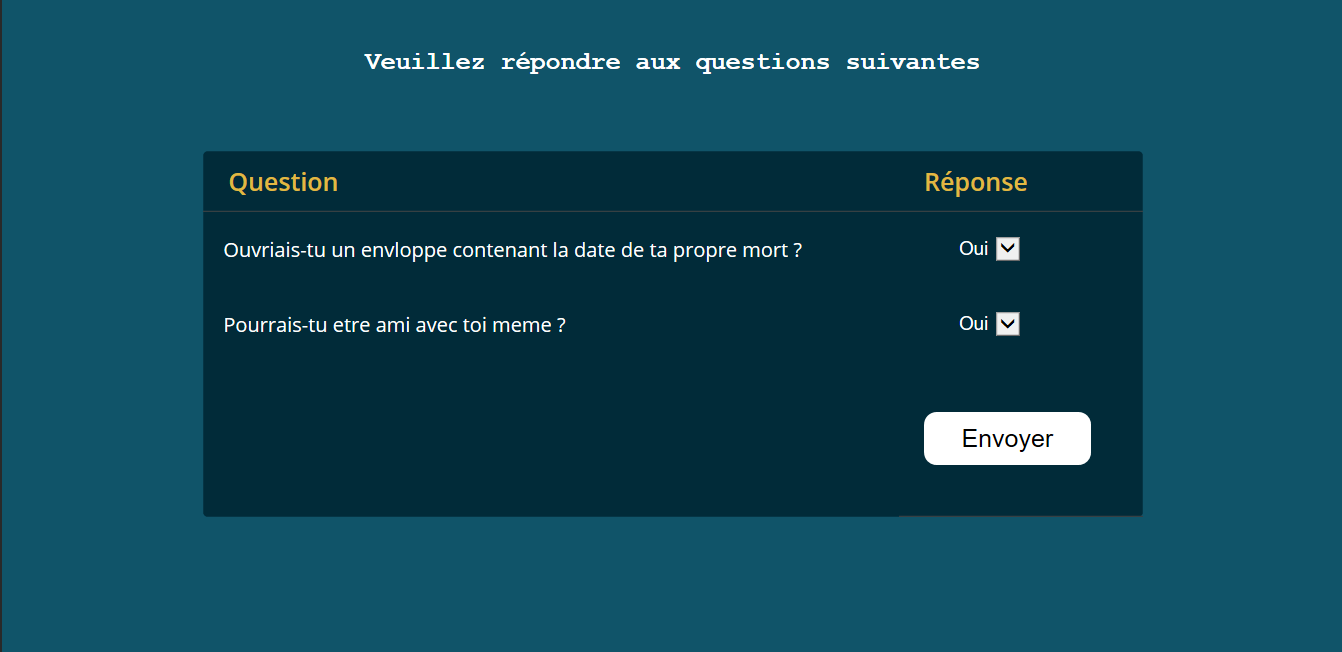 Veuillez répondre aux questions suivantes
Question Réponse
Ouvriais-tu un envloppe contenant la date de ta propre mort ? Oui
Pourrais-tu etre ami avec toi meme ? Oui
Envoyer